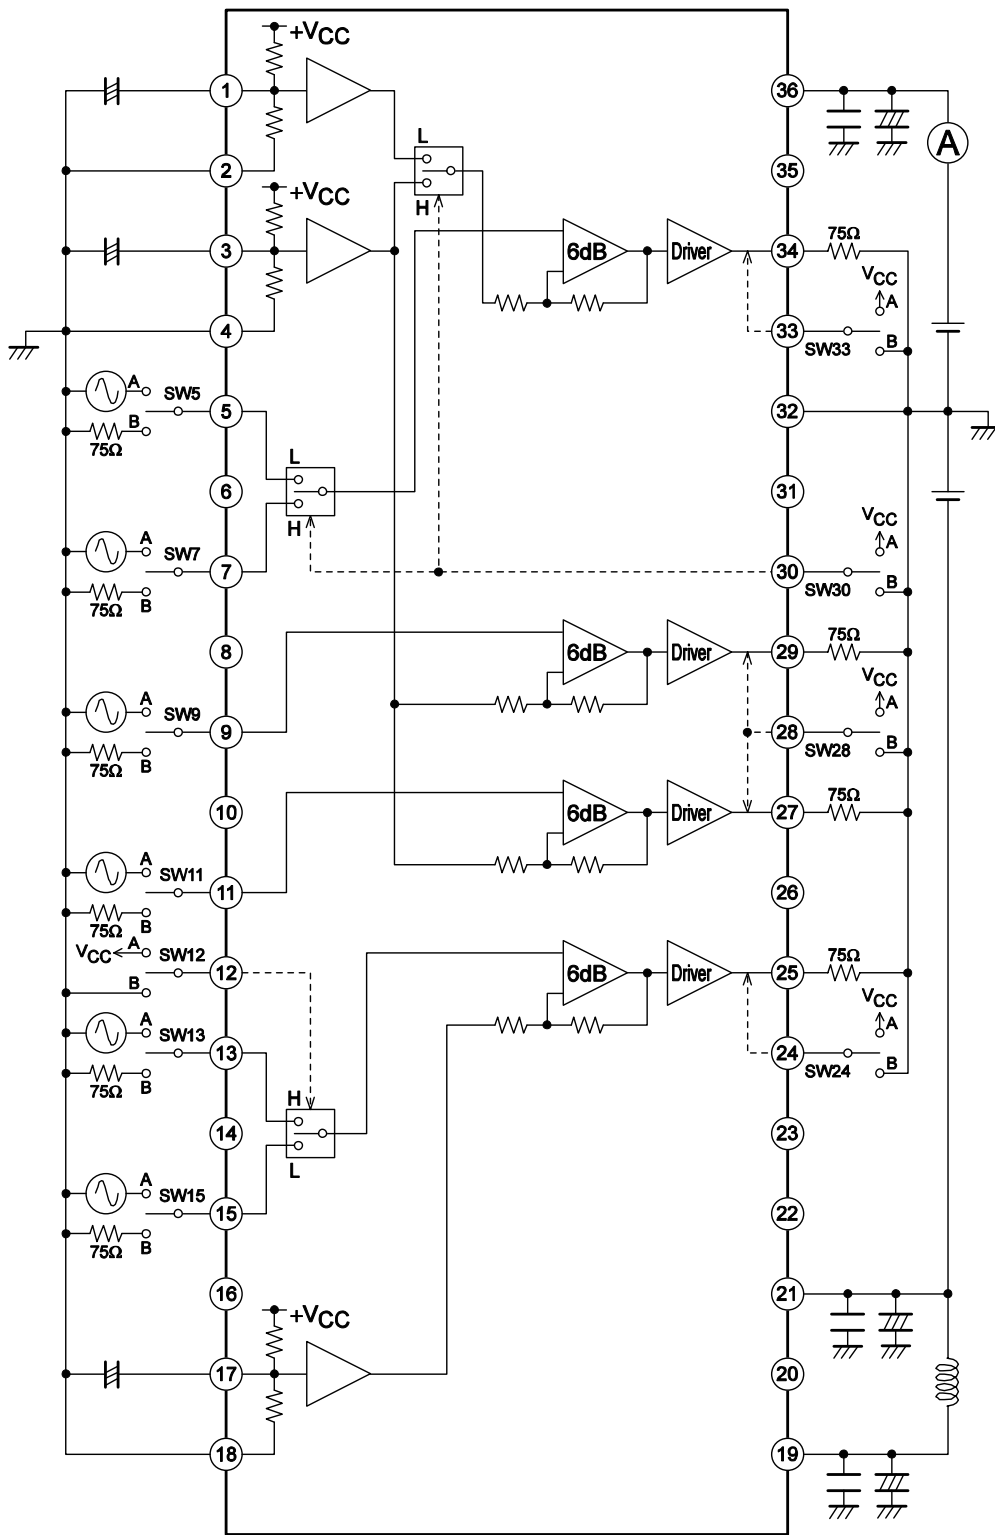 +VCC
1
36
L
A
2
35
+VCC
H
75Ω
3
6dB
Driver
34
VCC
A
4
33
SW33
B
A
SW5
5
32
B
75Ω
L
6
31
H
VCC
A
A
SW7
7
30
SW30
B
75Ω
B
75Ω
8
6dB
Driver
29
VCC
A
A
SW9
9
28
SW28
B
75Ω
B
75Ω
10
6dB
Driver
27
A
SW11
11
26
75Ω
B
VCC
A
SW12
75Ω
12
6dB
Driver
25
B
VCC
A
A
SW13
13
24
SW24
B
75Ω
B
H
14
23
L
A
SW15
15
22
75Ω
B
16
21
+VCC
17
20
18
19